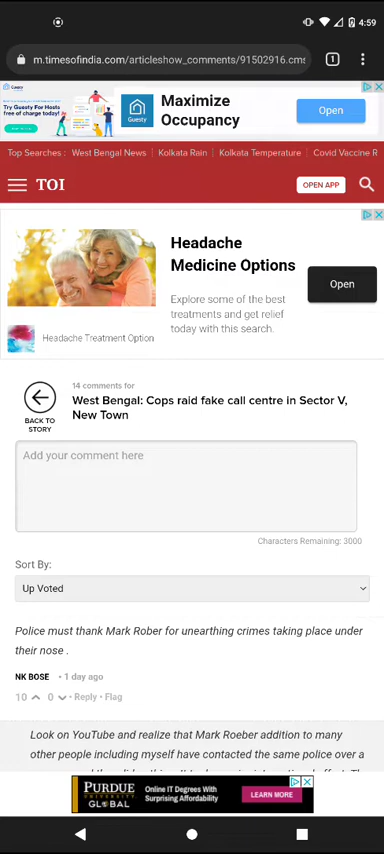 4:59
m.timesofindia.com/articleshow_comments/91502916.cms
1
Guesty
Try Guesty For Hosts
free of charge today!
Guesty
Maximize
Occupancy
Open
Top Searches : West Bengal News | Kolkata Rain | Kolkata Temperature | Covid Vaccine R
TOI
OPEN APP
Headache
Medicine Options
Explore some of the best
treatments and get relief
today with this search.
Open
Headache Treatment Option
14 comments for
West Bengal: Cops raid fake call centre in Sector V,
New Town
BACK TO
STORY
Add your comment here
Characters Remaining: 3000
Sort By:
Up Voted
Police must thank Mark Rober for unearthing crimes taking place under
their nose .
NK BOSE • 1 day ago
10 0 • Reply • Flag
Look on YouTube and realize that Mark Roeber addition to many
other people including myself have contacted the same police over a
PURDUE
UNIVERSITY
GLOBAL
Online IT Degrees With
Surprising Affordability
LEARN MORE